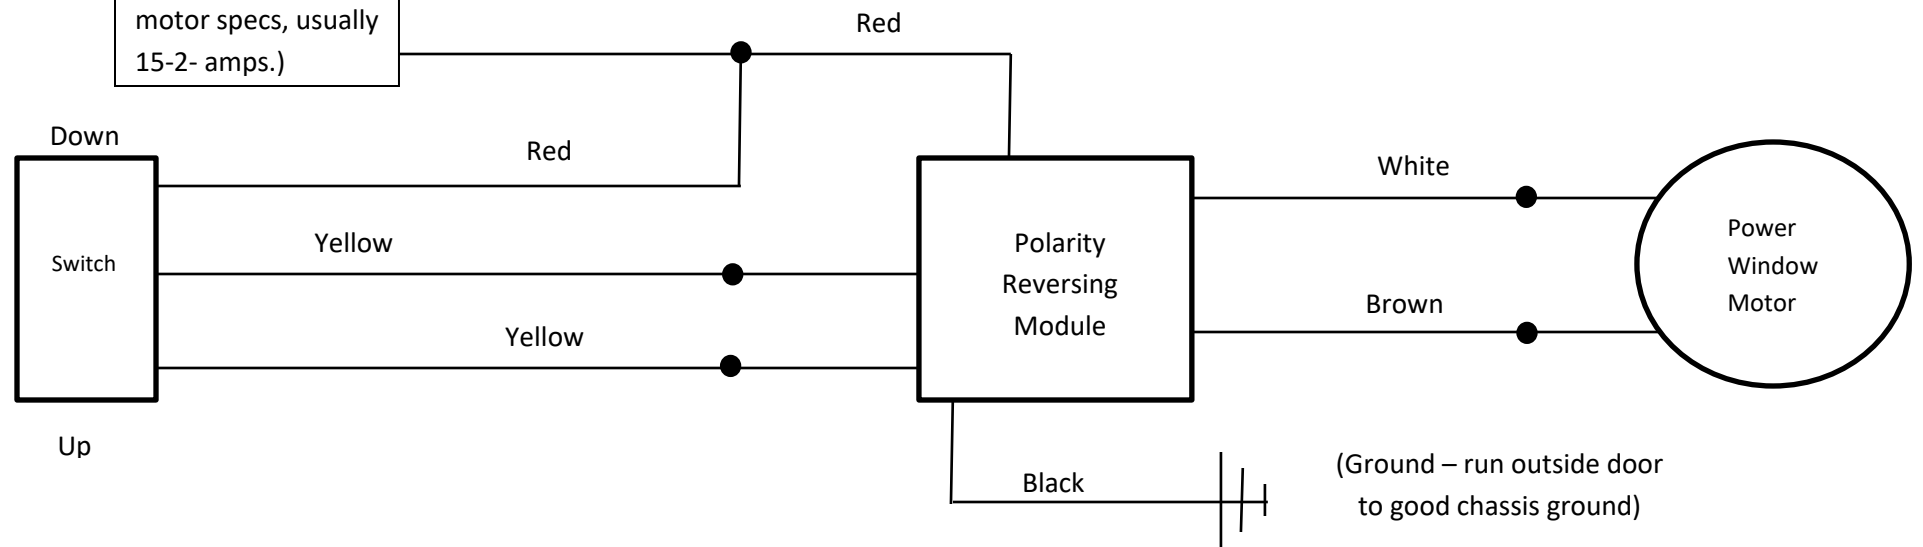 motor specs, usually
15-2- amps.)
Red
Down
Red
White
Yellow
Switch
Polarity
Reversing
Module
Power
Window
Motor
Yellow
Brown
Up
Black
(Ground – run outside door
to good chassis ground)